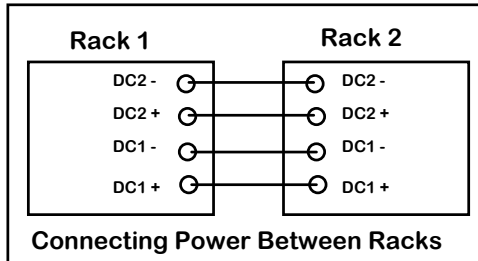 Rack 1 Rack 2
DC2 - DC2 -
DC2 + DC2 +
DC1 - DC1 -
DC1 + DC1 +
Connecting Power Between Racks